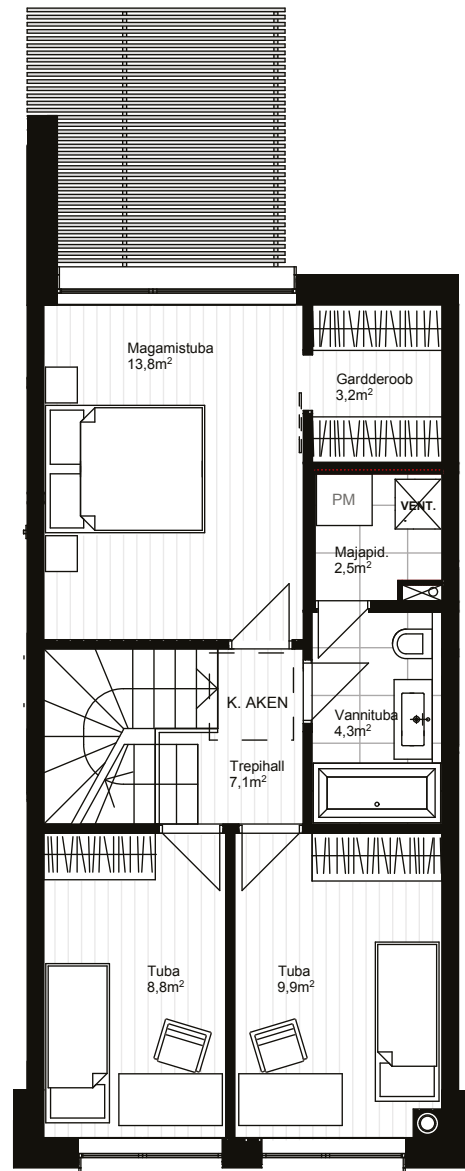 Magamistuba
13,8m²
Gardderoob
3,2m²
PM
VENT.
Majapid.
2,5m²
K. AKEN
Vannituba
4,3m²
Trepihall
7,1m²
Tuba
8,8m²
Tuba
9,9m²